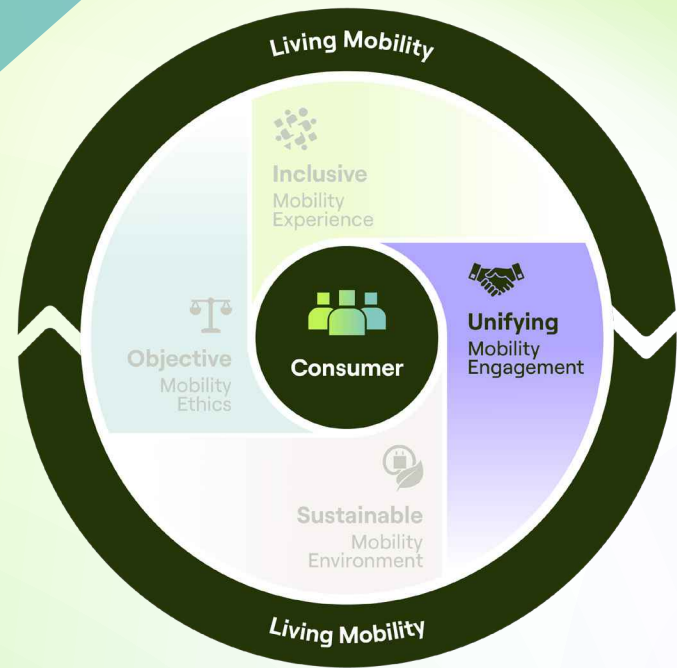 Living Mobility
Inclusive
Mobility
Experience
Unifying
Mobility
Engagement
Objective
Mobility
Ethics
Consumer
Sustainable
Mobility
Environment
Living Mobility